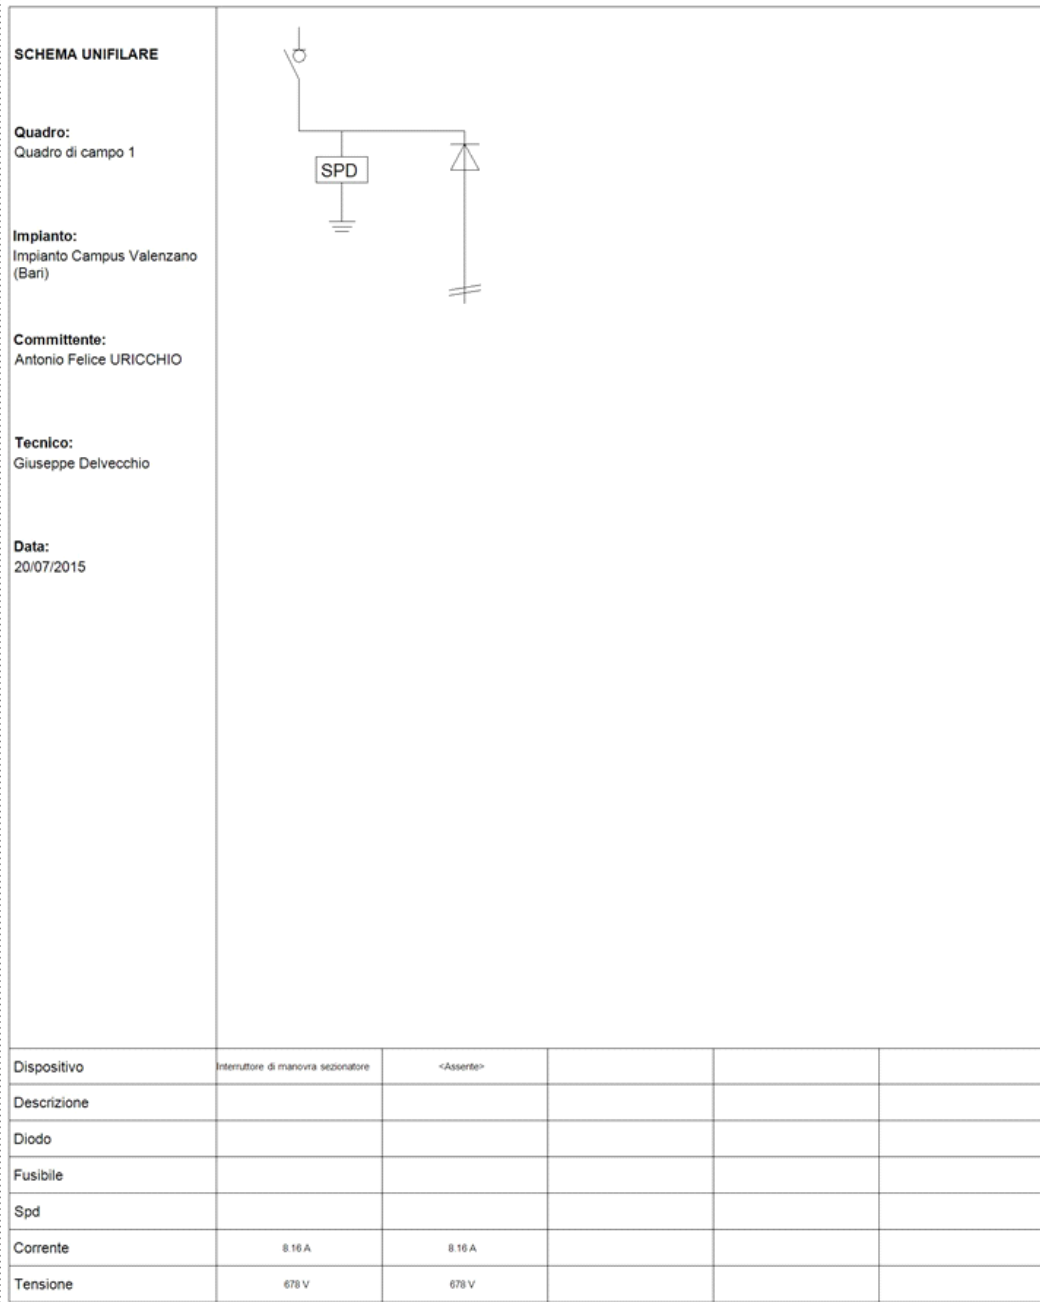 SCHEMA UNIFILARE
Quadro:
Quadro di campo 1
Impianto:
Impianto Campus Valenzano
(Bari)
Committente:
Antonio Felice URICCHIO
Tecnico:
Giuseppe Delvecchio
Data:
20/07/2015
SPD
Dispositivo Interruttore di manovra sezionatore <Assente>
Descrizione
Diodo
Fusibile
Spd
Corrente 8.16 A 8.16 A
Tensione 678 V 678 V